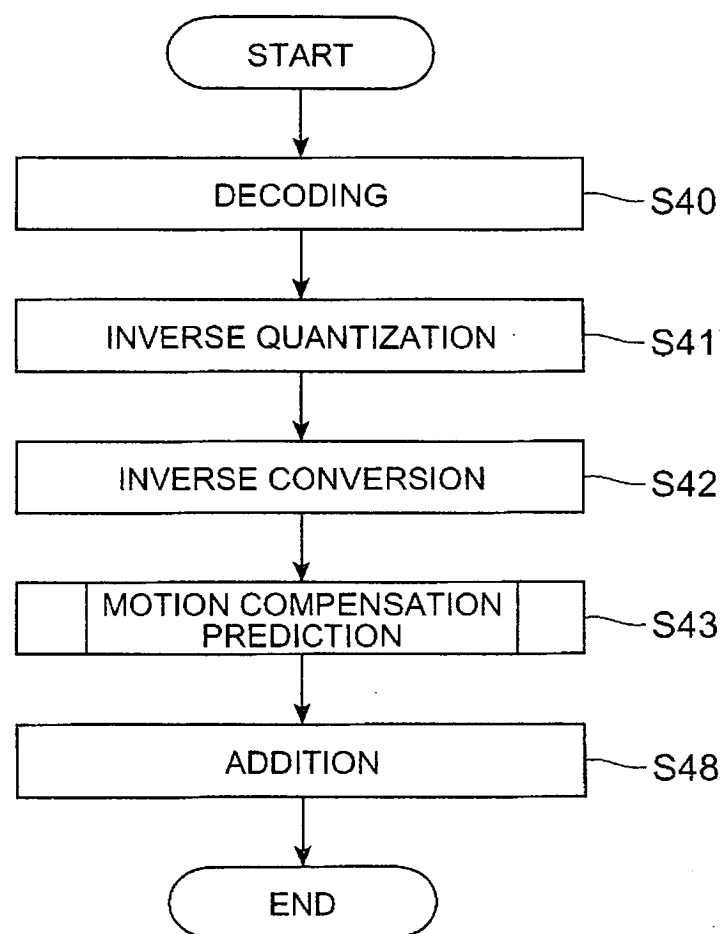 START
DECODING
S40
INVERSE QUANTIZATION
S41
INVERSE CONVERSION
S42
MOTION COMPENSATION
PREDICTION
S43
ADDITION
S48
END